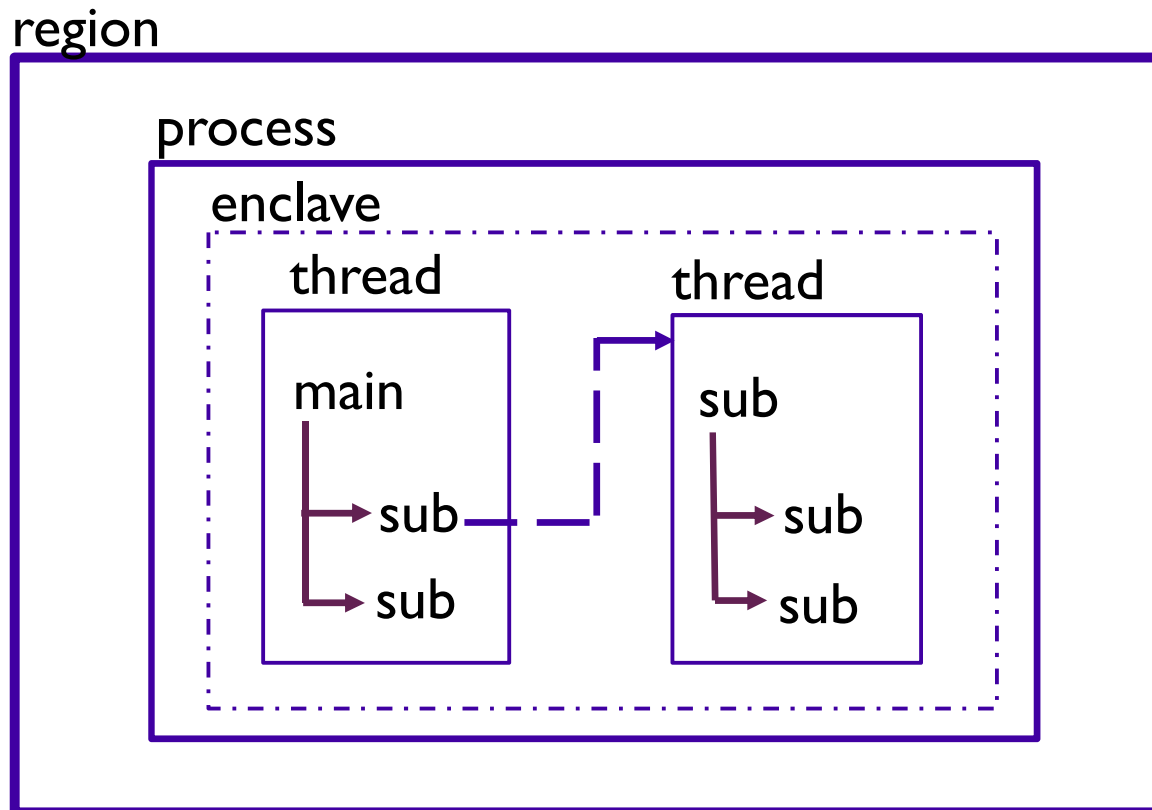 region
process
enclave
thread
thread
main
sub
sub
sub
sub
sub